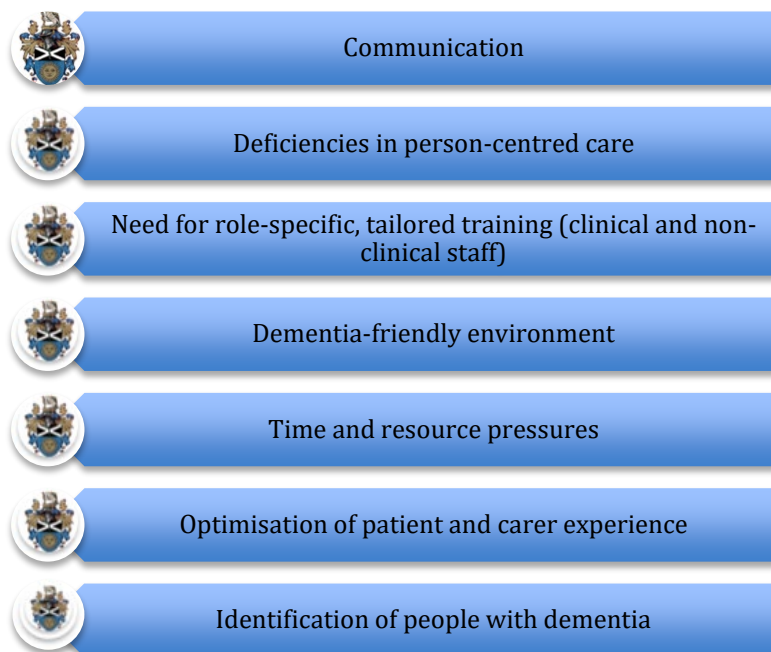 Communication
Deficiencies in person-centred care
Need for role-specific, tailored training (clinical and non-
clinical staff)
Dementia-friendly environment
Time and resource pressures
Optimisation of patient and carer experience
Identification of people with dementia